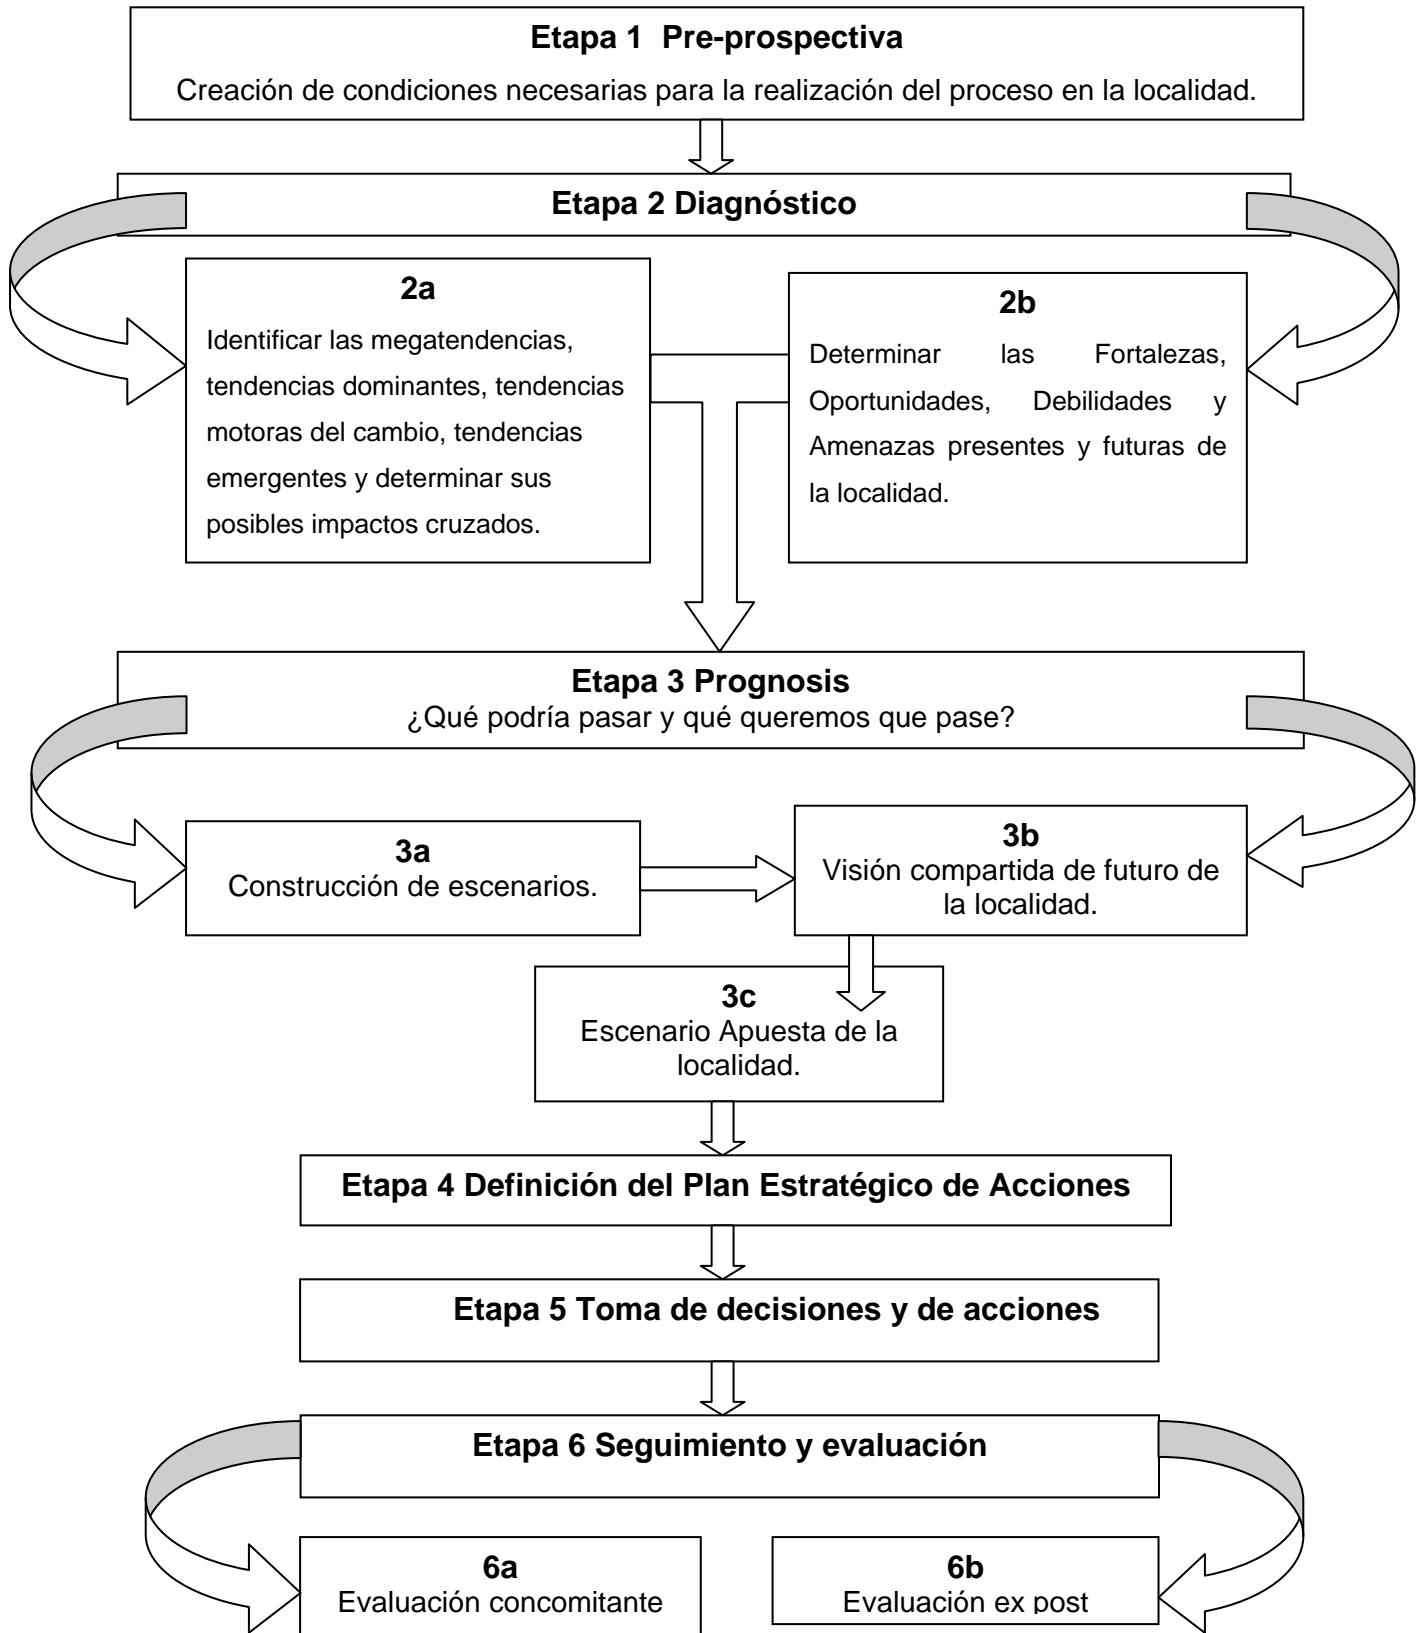 Etapa 1 Pre-prospectiva
Creación de condiciones necesarias para la realización del proceso en la localidad.
Etapa 2 Diagnóstico
2a
Identificar las megatendencias,
tendencias dominantes, tendencias
motoras del cambio, tendencias
emergentes y determinar sus
posibles impactos cruzados.
2b
Determinar las Fortalezas,
Oportunidades, Debilidades y
Amenazas presentes y futuras de
la localidad.
Etapa 3 Prognosis
¿Qué podría pasar y qué queremos que pase?
3a
Construcción de escenarios.
3b
Visión compartida de futuro de
la localidad.
3c
Escenario Apuesta de la
localidad.
Etapa 4 Definición del Plan Estratégico de Acciones
Etapa 5 Toma de decisiones y de acciones
Etapa 6 Seguimiento y evaluación
6a
Evaluación concomitante
6b
Evaluación ex post